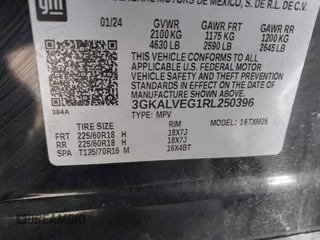 gm
GENERAL MOTORS DE MEXICO, S. DE R.L. DE C.V.
01/24 GVWR GAWR FRT GAWR RR
2100 KG 1175 KG 1200 KG
4630 LB 2590 LB 2645 LB
THIS VEHICLE CONFORMS TO ALL
APPLICABLE U.S. FEDERAL MOTOR
VEHICLE SAFETY, BUMPER, AND THEFT
PREVENTION STANDARDS IN EFFECT ON
THE DATE OF MANUFACTURE SHOWN ABOVE.
384A
3GKALVEG1RL250396
TYPE: MPV MODEL: 1STXM26
TIRE SIZE RIM
FRT 225/60R18 H 18X7J
RR 225/60R18 H 18X7J
SPA T135/70R16 M 16X4BT